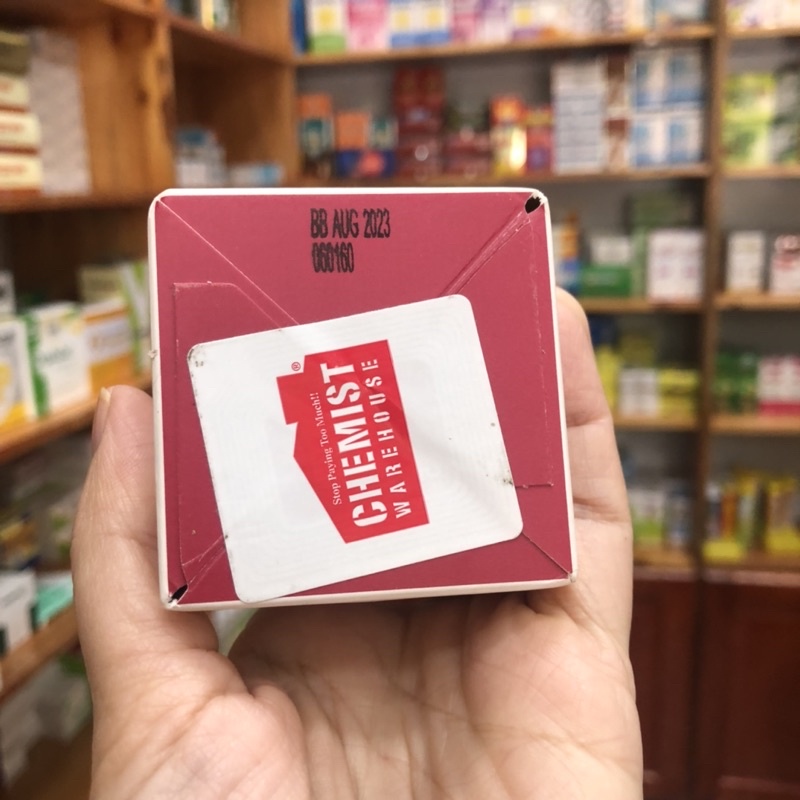 BB AUG 2023
060160
®
Stop Paying Too Much!!
CHEMIST
WAREHOUSE